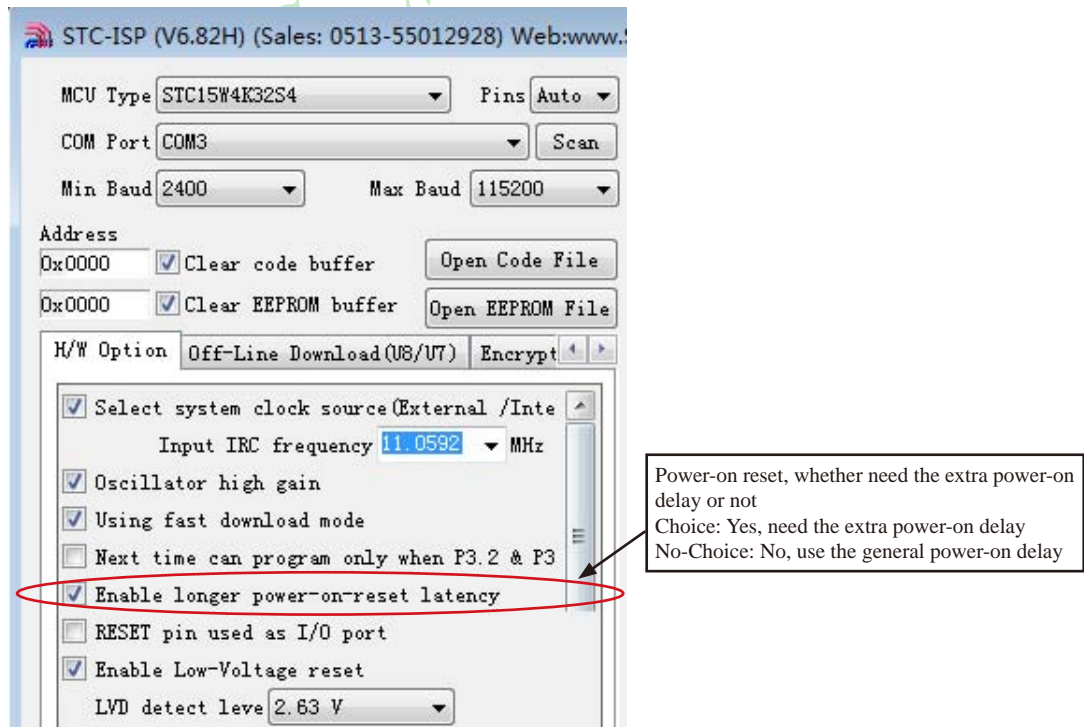 STC-ISP (V6.82H) (Sales: 0513-55012928) Web:www.
MCU Type STC15W4K32S4 Pins Auto
COM Port COM3 Scan
Min Baud 2400 Max Baud 115200
Address
0x0000 Clear code buffer Open Code File
0x0000 Clear EEPROM buffer Open EEPROM File
H/W Option Off-Line Download(U8/U7) Encrypt
Select system clock source(External /Inte
Input IRC frequency 11.0592 MHz
Oscillator high gain
Using fast download mode
Next time can program only when P3.2 & P3
Enable longer power-on-reset latency
RESET pin used as I/O port
Enable Low-Voltage reset
LVD detect leve 2.63 V
Power-on reset, whether need the extra power-on
delay or not
Choice: Yes, need the extra power-on delay
No-Choice: No, use the general power-on delay